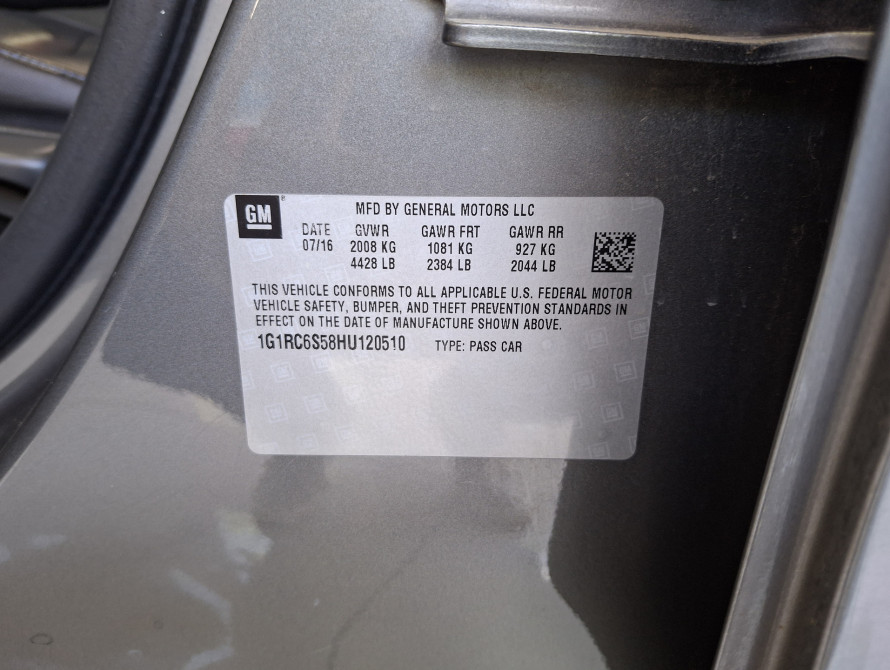 GM ® MFD BY GENERAL MOTORS LLC
DATE GVWR GAWR FRT GAWR RR
07/16 2008 KG 1081 KG 927 KG
4428 LB 2384 LB 2044 LB
THIS VEHICLE CONFORMS TO ALL APPLICABLE U.S. FEDERAL MOTOR
VEHICLE SAFETY, BUMPER, AND THEFT PREVENTION STANDARDS IN
EFFECT ON THE DATE OF MANUFACTURE SHOWN ABOVE.
1G1RC6S58HU120510 TYPE: PASS CAR